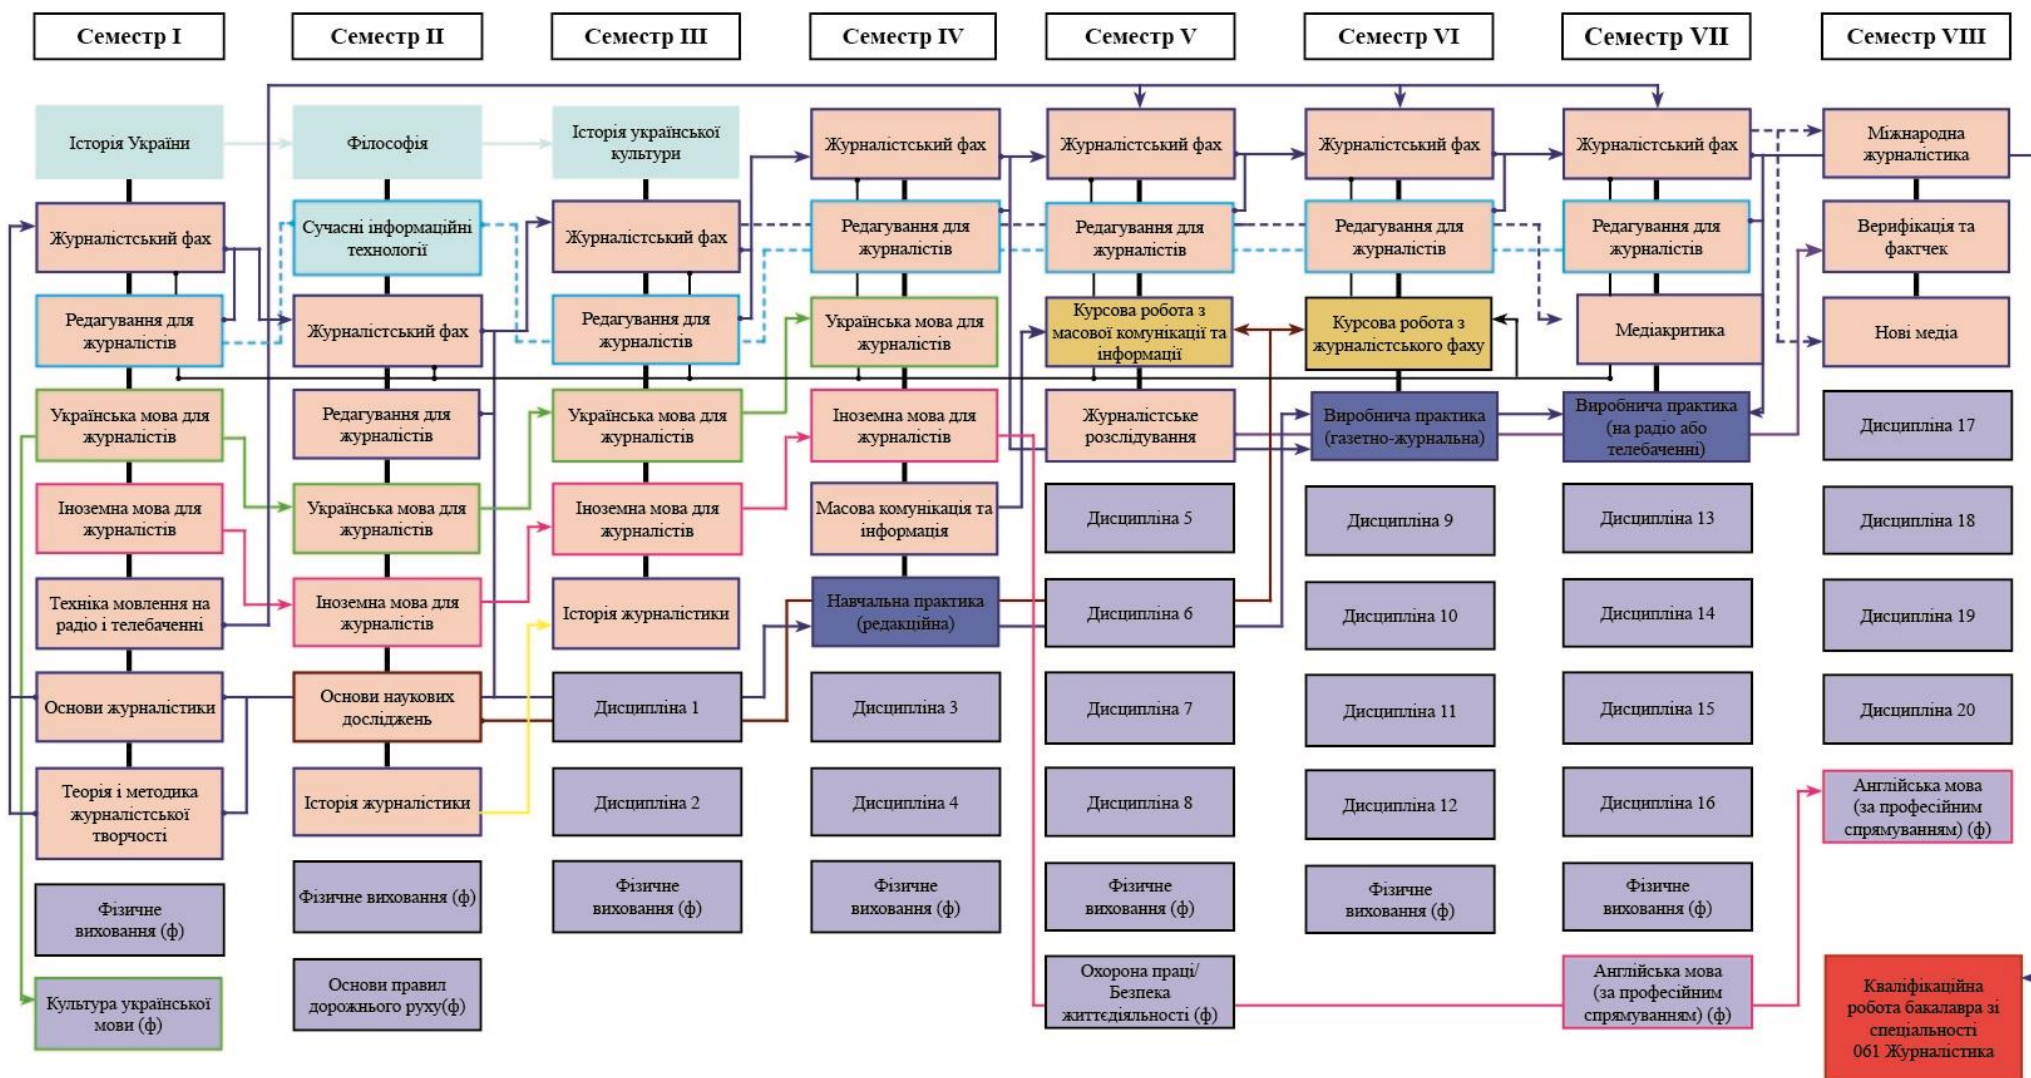 Семестр I
Семестр II
Семестр III
Семестр IV
Семестр V
Семестр VI
Семестр VII
Семестр VIII
Історія України
Журналістський фах
Редагування для
журналістів
Українська мова для
журналістів
Іноземна мова для
журналістів
Техніка мовлення на
радіо і телебаченні
Основи журналістики
Теорія і методика
журналістської
творчості
Фізичне
виховання (ф)
Культура української
мови (ф)
Філософія
Сучасні інформаційні
технології
Журналістський фах
Редагування для
журналістів
Українська мова для
журналістів
Іноземна мова для
журналістів
Основи наукових
досліджень
Історія журналістики
Фізичне виховання (ф)
Основи правил
дорожнього руху(ф)
Історія української
культури
Журналістський фах
Редагування для
журналістів
Українська мова для
журналістів
Іноземна мова для
журналістів
Історія журналістики
Дисципліна 1
Дисципліна 2
Фізичне
виховання (ф)
Журналістський фах
Редагування для
журналістів
Українська мова для
журналістів
Іноземна мова для
журналістів
Масова комунікація та
інформація
Навчальна практика
(редакційна)
Дисципліна 3
Дисципліна 4
Фізичне
виховання (ф)
Журналістський фах
Редагування для
журналістів
Курсова робота з
масової комунікації та
інформації
Журналістське
розслідування
Дисципліна 5
Дисципліна 6
Дисципліна 7
Дисципліна 8
Фізичне
виховання (ф)
Охорона праці/
Безпека
життєдіяльності (ф)
Журналістський фах
Редагування для
журналістів
Курсова робота з
журналістського фаху
Виробнича практика
(газетно-журнальна)
Дисципліна 9
Дисципліна 10
Дисципліна 11
Дисципліна 12
Фізичне
виховання (ф)
Журналістський фах
Редагування для
журналістів
Медіакритика
Виробнича практика
(на радіо або
телебаченні)
Дисципліна 13
Дисципліна 14
Дисципліна 15
Дисципліна 16
Фізичне
виховання (ф)
Англійська мова
(за професійним
спрямуванням) (ф)
Міжнародна
журналістика
Верифікація та
фактчек
Нові медіа
Дисципліна 17
Дисципліна 18
Дисципліна 19
Дисципліна 20
Англійська мова
(за професійним
спрямуванням) (ф)
Кваліфікаційна
робота бакалавра зі
спеціальності
061 Журналістика